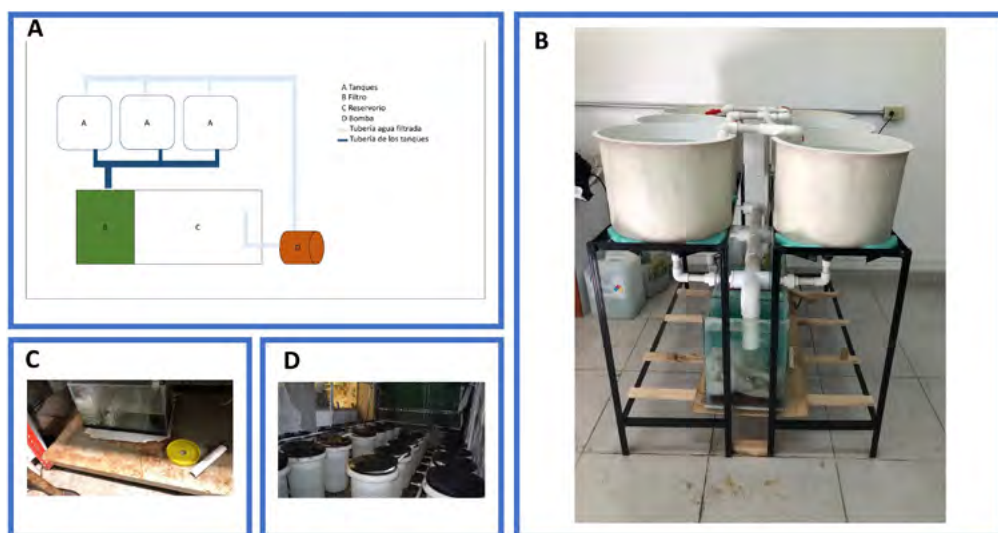 A
A A A
B C
D
A Tanques
B Filtro
C Reservorio
D Bomba
Tubería agua filtrada
Tubería de los tanques
B
C
D